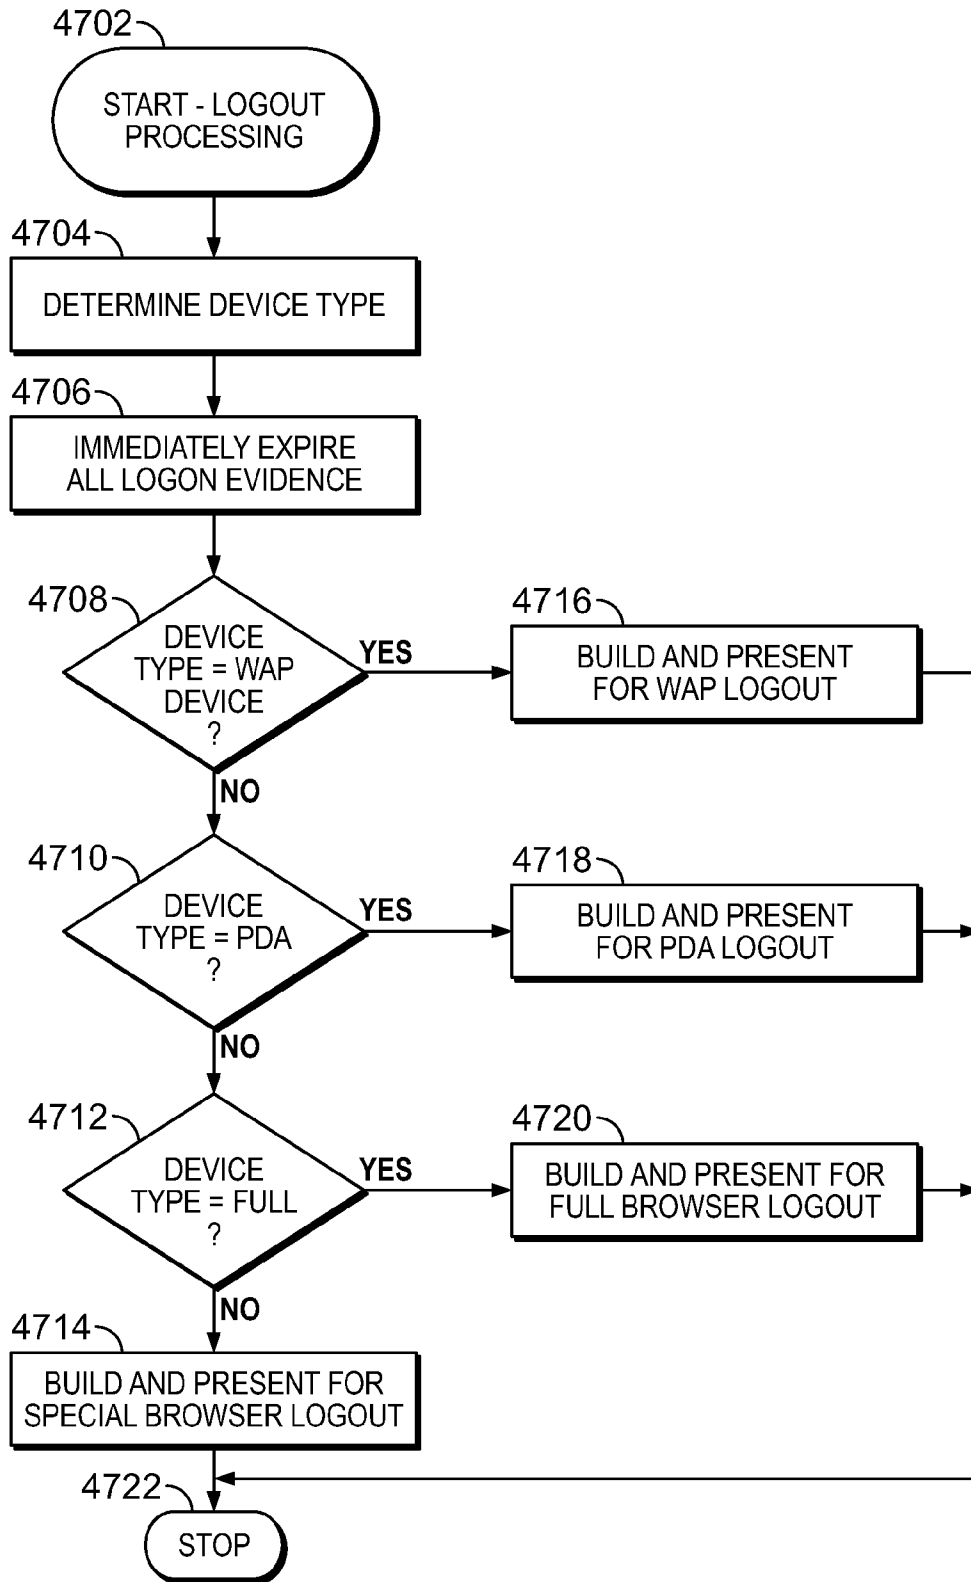 4702
START - LOGOUT
PROCESSING
4704
DETERMINE DEVICE TYPE
4706
IMMEDIATELY EXPIRE
ALL LOGON EVIDENCE
4708
DEVICE
TYPE = WAP
DEVICE
?
YES
NO
4716
BUILD AND PRESENT
FOR WAP LOGOUT
4710
DEVICE
TYPE = PDA
?
YES
NO
4718
BUILD AND PRESENT
FOR PDA LOGOUT
4712
DEVICE
TYPE = FULL
?
YES
NO
4720
BUILD AND PRESENT FOR
FULL BROWSER LOGOUT
4714
BUILD AND PRESENT FOR
SPECIAL BROWSER LOGOUT
4722
STOP